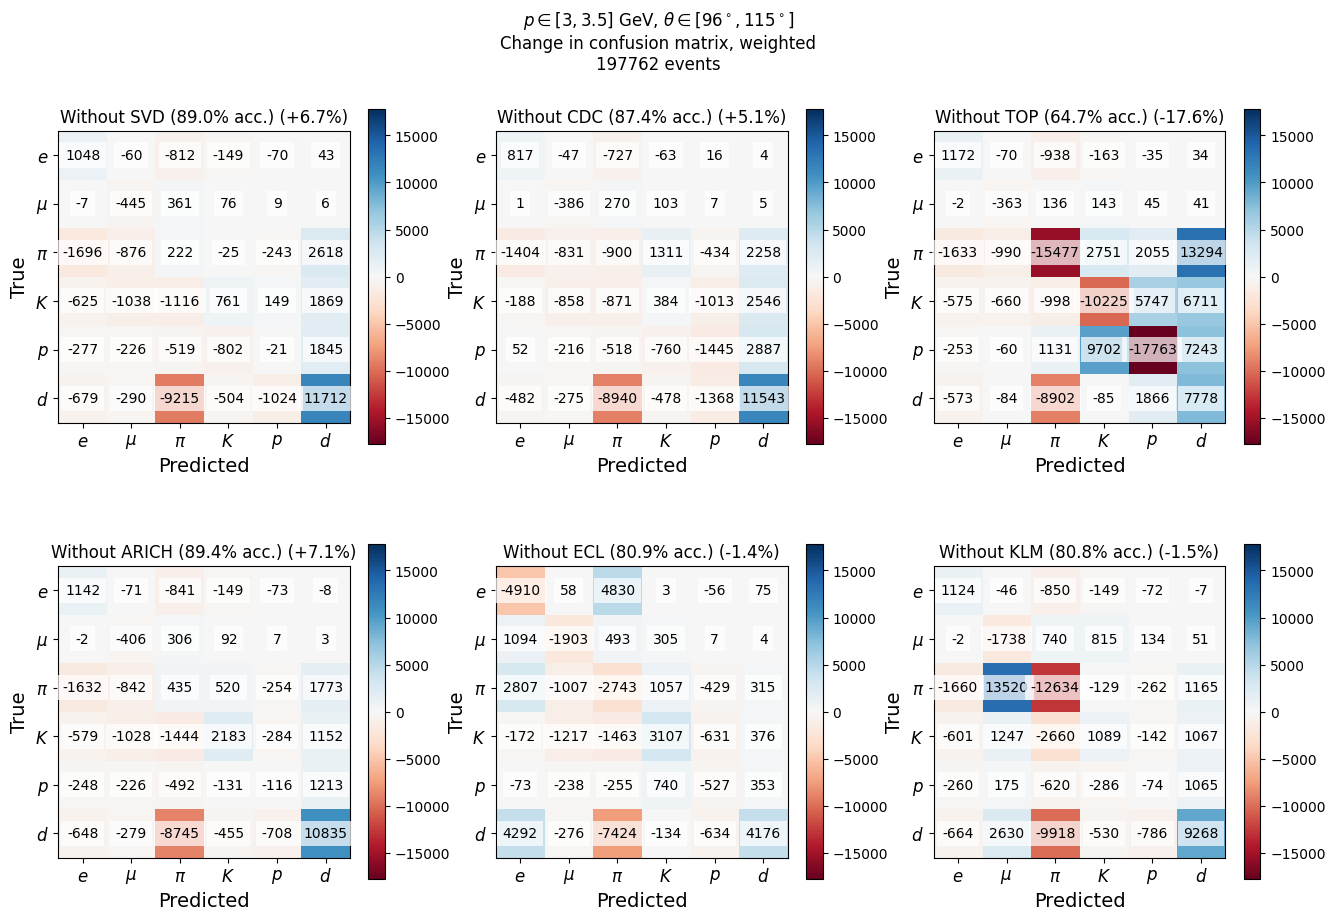 p ∈ [3, 3.5] GeV, θ ∈ [96°, 115°]
Change in confusion matrix, weighted
197762 events
Without SVD (89.0% acc.) (+6.7%)
e 1048 -60 -812 -149 -70 43
μ -7 -445 361 76 9 6
π -1696 -876 222 -25 -243 2618
K -625 -1038 -1116 761 149 1869
p -277 -226 -519 -802 -21 1845
d -679 -290 -9215 -504 -1024 11712
e μ π K p d
True
Predicted
15000
10000
5000
0
−5000
−10000
−15000
Without CDC (87.4% acc.) (+5.1%)
e 817 -47 -727 -63 16 4
μ 1 -386 270 103 7 5
π -1404 -831 -900 1311 -434 2258
K -188 -858 -871 384 -1013 2546
p 52 -216 -518 -760 -1445 2887
d -482 -275 -8940 -478 -1368 11543
e μ π K p d
True
Predicted
15000
10000
5000
0
−5000
−10000
−15000
Without TOP (64.7% acc.) (-17.6%)
e 1172 -70 -938 -163 -35 34
μ -2 -363 136 143 45 41
π -1633 -990 -15477 2751 2055 13294
K -575 -660 -998 -10225 5747 6711
p -253 -60 1131 9702 -17763 7243
d -573 -84 -8902 -85 1866 7778
e μ π K p d
True
Predicted
15000
10000
5000
0
−5000
−10000
−15000
Without ARICH (89.4% acc.) (+7.1%)
e 1142 -71 -841 -149 -73 -8
μ -2 -406 306 92 7 3
π -1632 -842 435 520 -254 1773
K -579 -1028 -1444 2183 -284 1152
p -248 -226 -492 -131 -116 1213
d -648 -279 -8745 -455 -708 10835
e μ π K p d
True
Predicted
15000
10000
5000
0
−5000
−10000
−15000
Without ECL (80.9% acc.) (-1.4%)
e -4910 58 4830 3 -56 75
μ 1094 -1903 493 305 7 4
π 2807 -1007 -2743 1057 -429 315
K -172 -1217 -1463 3107 -631 376
p -73 -238 -255 740 -527 353
d 4292 -276 -7424 -134 -634 4176
e μ π K p d
True
Predicted
15000
10000
5000
0
−5000
−10000
−15000
Without KLM (80.8% acc.) (-1.5%)
e 1124 -46 -850 -149 -72 -7
μ -2 -1738 740 815 134 51
π -1660 13520 -12634 -129 -262 1165
K -601 1247 -2660 1089 -142 1067
p -260 175 -620 -286 -74 1065
d -664 2630 -9918 -530 -786 9268
e μ π K p d
True
Predicted
15000
10000
5000
0
−5000
−10000
−15000